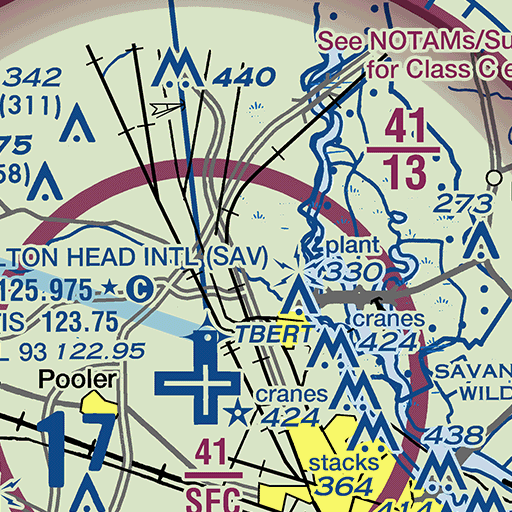 See NOTAMs/Su
for Class C e
342
(311)
440
41
13
75
58)
273
LTON HEAD INTL (SAV)
plant
330
125.975 * C
IS 123.75
TBERT
cranes
424
L 93 122.95
Pooler
SAVAN
WILD
cranes
424
17
438
41
SFC
stacks
364
414